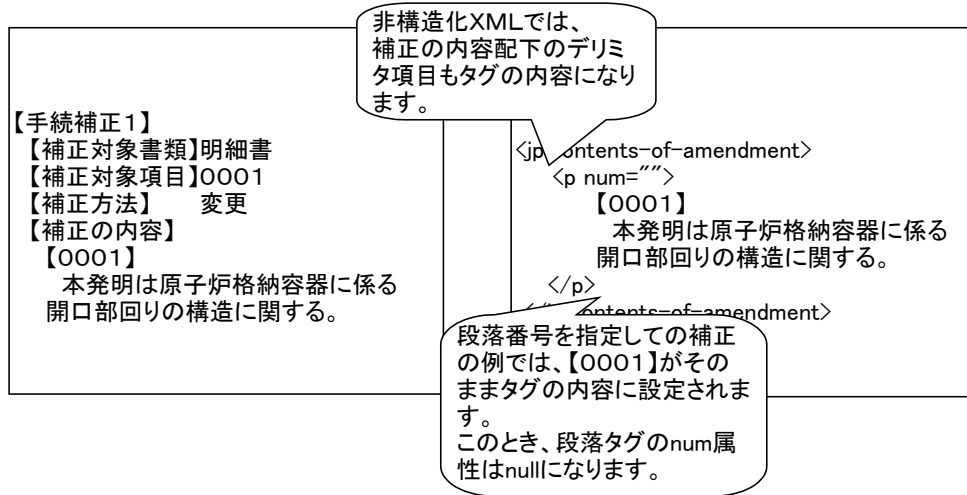 非構造化XMLでは、
補正の内容配下のデリミ
タ項目もタグの内容になり
ます。
【手続補正1】
【補正対象書類】明細書
【補正対象項目】0001
【補正方法】　　変更
【補正の内容】
【0001】
本発明は原子炉格納容器に係る
開口部回りの構造に関する。
<jp ontents-of-amendment>
<p num="">
【0001】
本発明は原子炉格納容器に係る
開口部回りの構造に関する。
</p>
ontents-of-amendment>
段落番号を指定しての補正
の例では、【0001】がその
ままタグの内容に設定されま
す。
このとき、段落タグのnum属
性はnullになります。